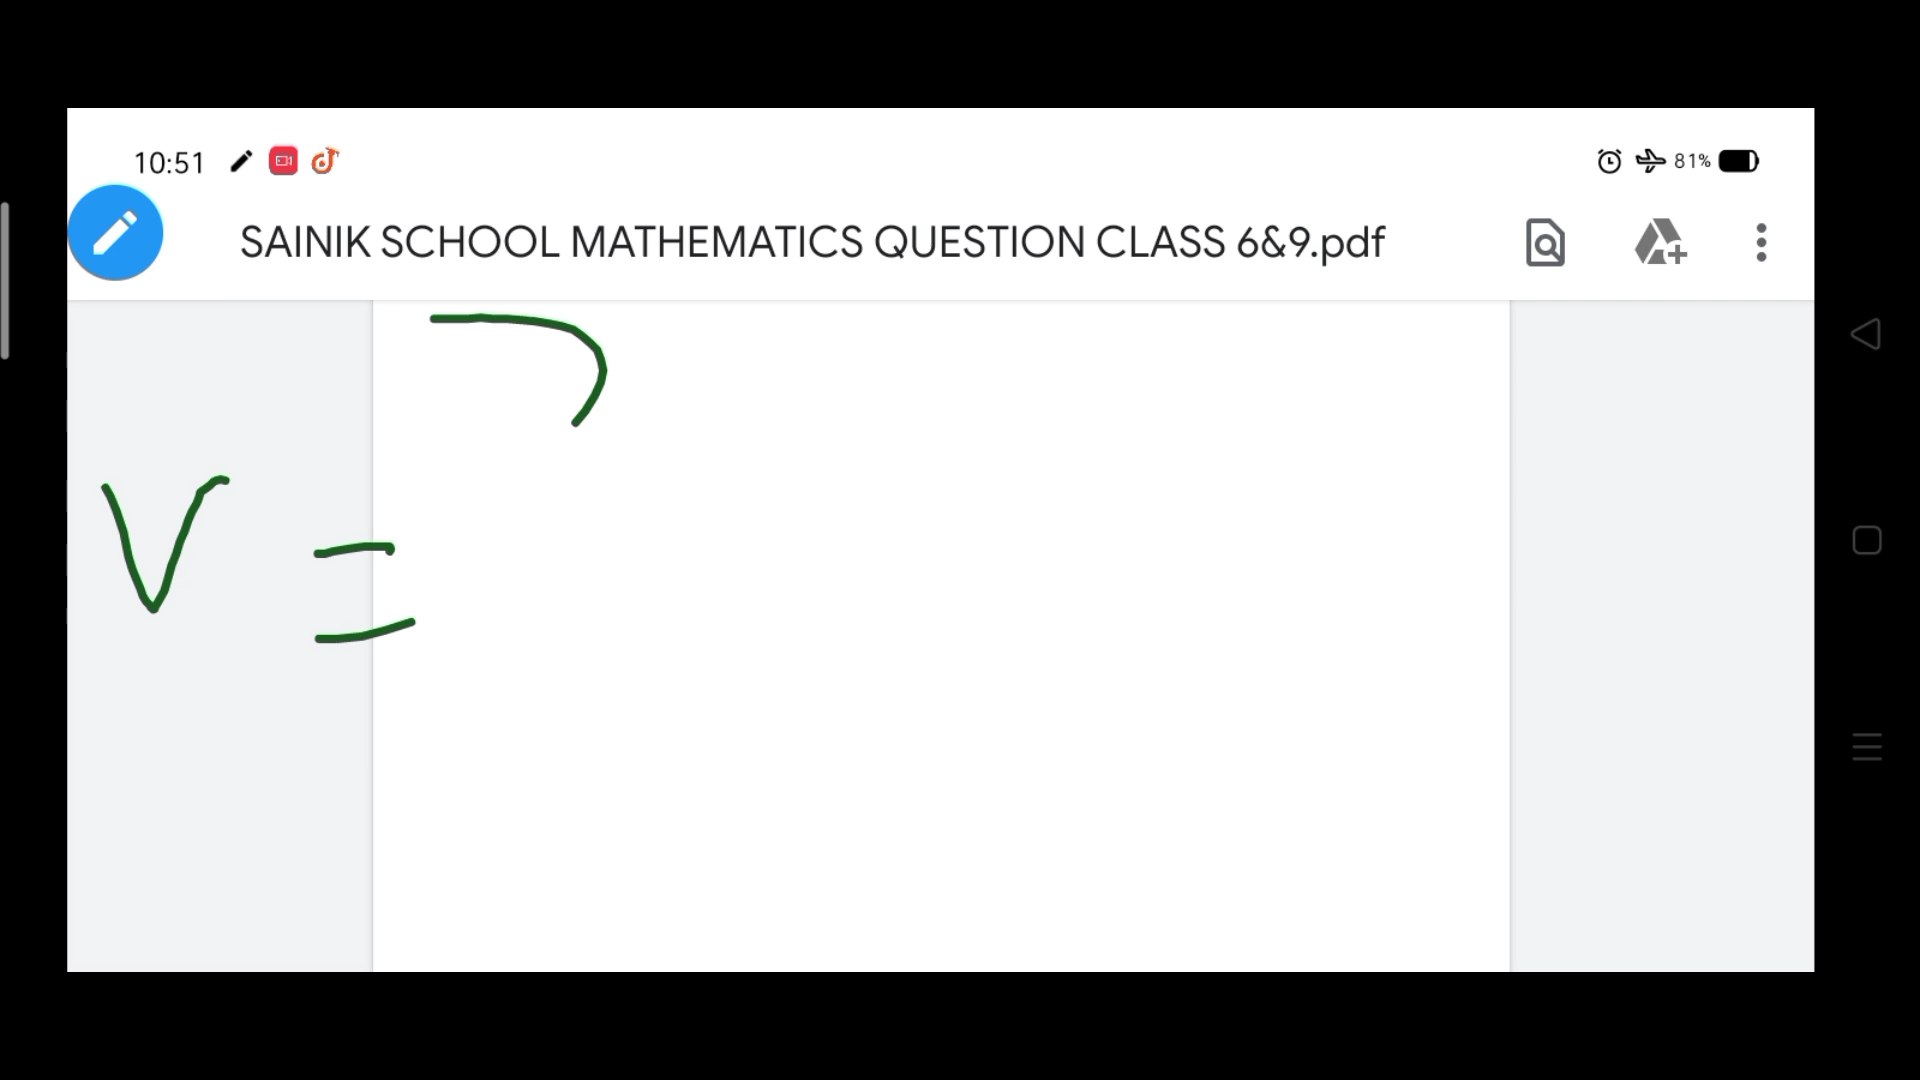 10:51 81%
SAINIK SCHOOL MATHEMATICS QUESTION CLASS 6&9.pdf
V =